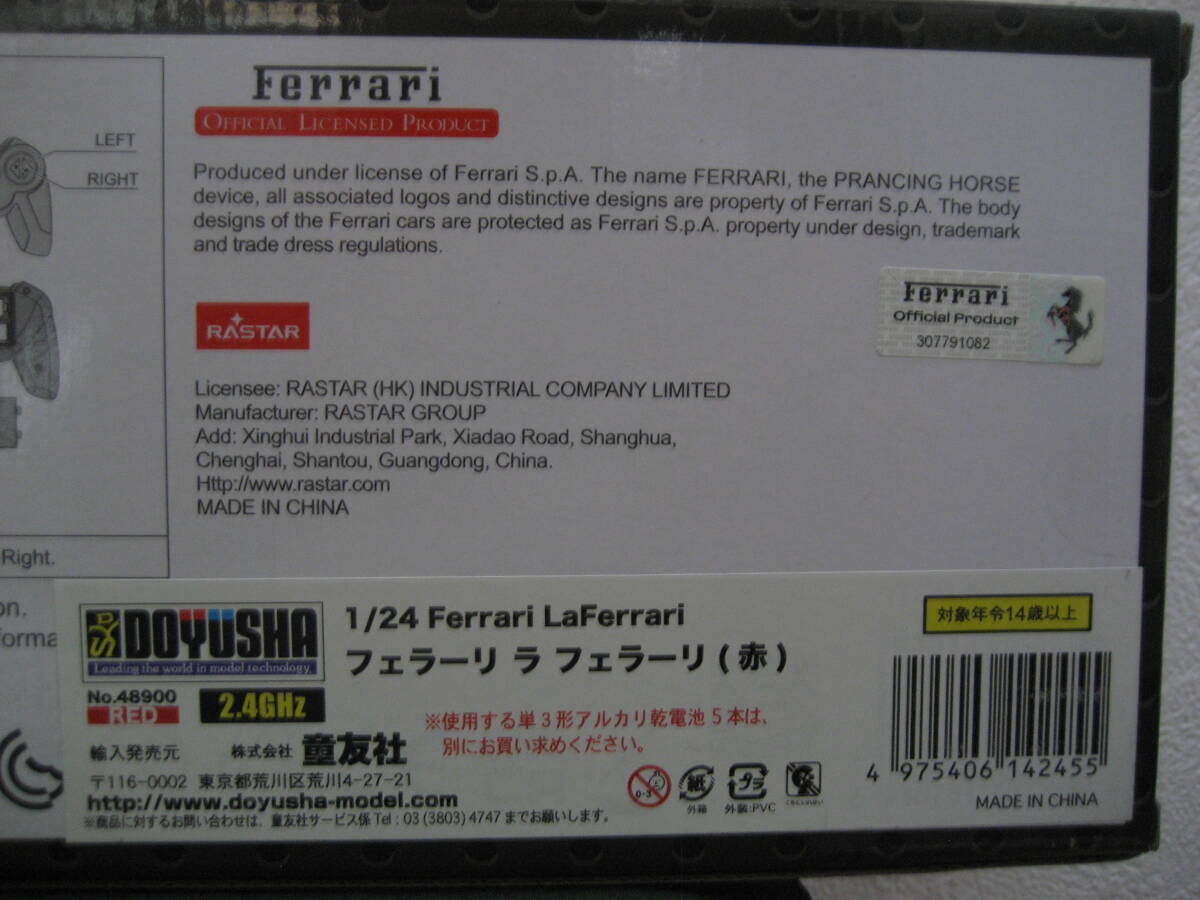 LEFT
RIGHT
Right.
on.
forma
Ferrari
OFFICIAL LICENSED PRODUCT
Produced under license of Ferrari S.p.A. The name FERRARI, the PRANCING HORSE
device, all associated logos and distinctive designs are property of Ferrari S.p.A. The body
designs of the Ferrari cars are protected as Ferrari S.p.A. property under design, trademark
and trade dress regulations.
Ferrari
Official Product
307791082
RASTAR
Licensee: RASTAR (HK) INDUSTRIAL COMPANY LIMITED
Manufacturer: RASTAR GROUP
Add: Xinghui Industrial Park, Xiadao Road, Shanghua,
Chenghai, Shantou, Guangdong, China.
Http://www.rastar.com
MADE IN CHINA
DOYUSHA
Leading the world in model technology.
1/24 Ferrari LaFerrari
フェラーリ ラ フェラーリ(赤)
対象年令14歳以上
No.48900
RED
2.4GHz
※使用する単3形アルカリ乾電池5本は、
別にお買い求めください。
輸入発売元 株式会社 童友社
〒116-0002 東京都荒川区荒川4-27-21
http://www.doyusha-model.com
※商品に対するお問い合わせは、童友社サービス係 Tel:03(3803)4747までお願いします。
0-3
紙
外箱
プラ
外装:PVC
4 975406 142455
MADE IN CHINA